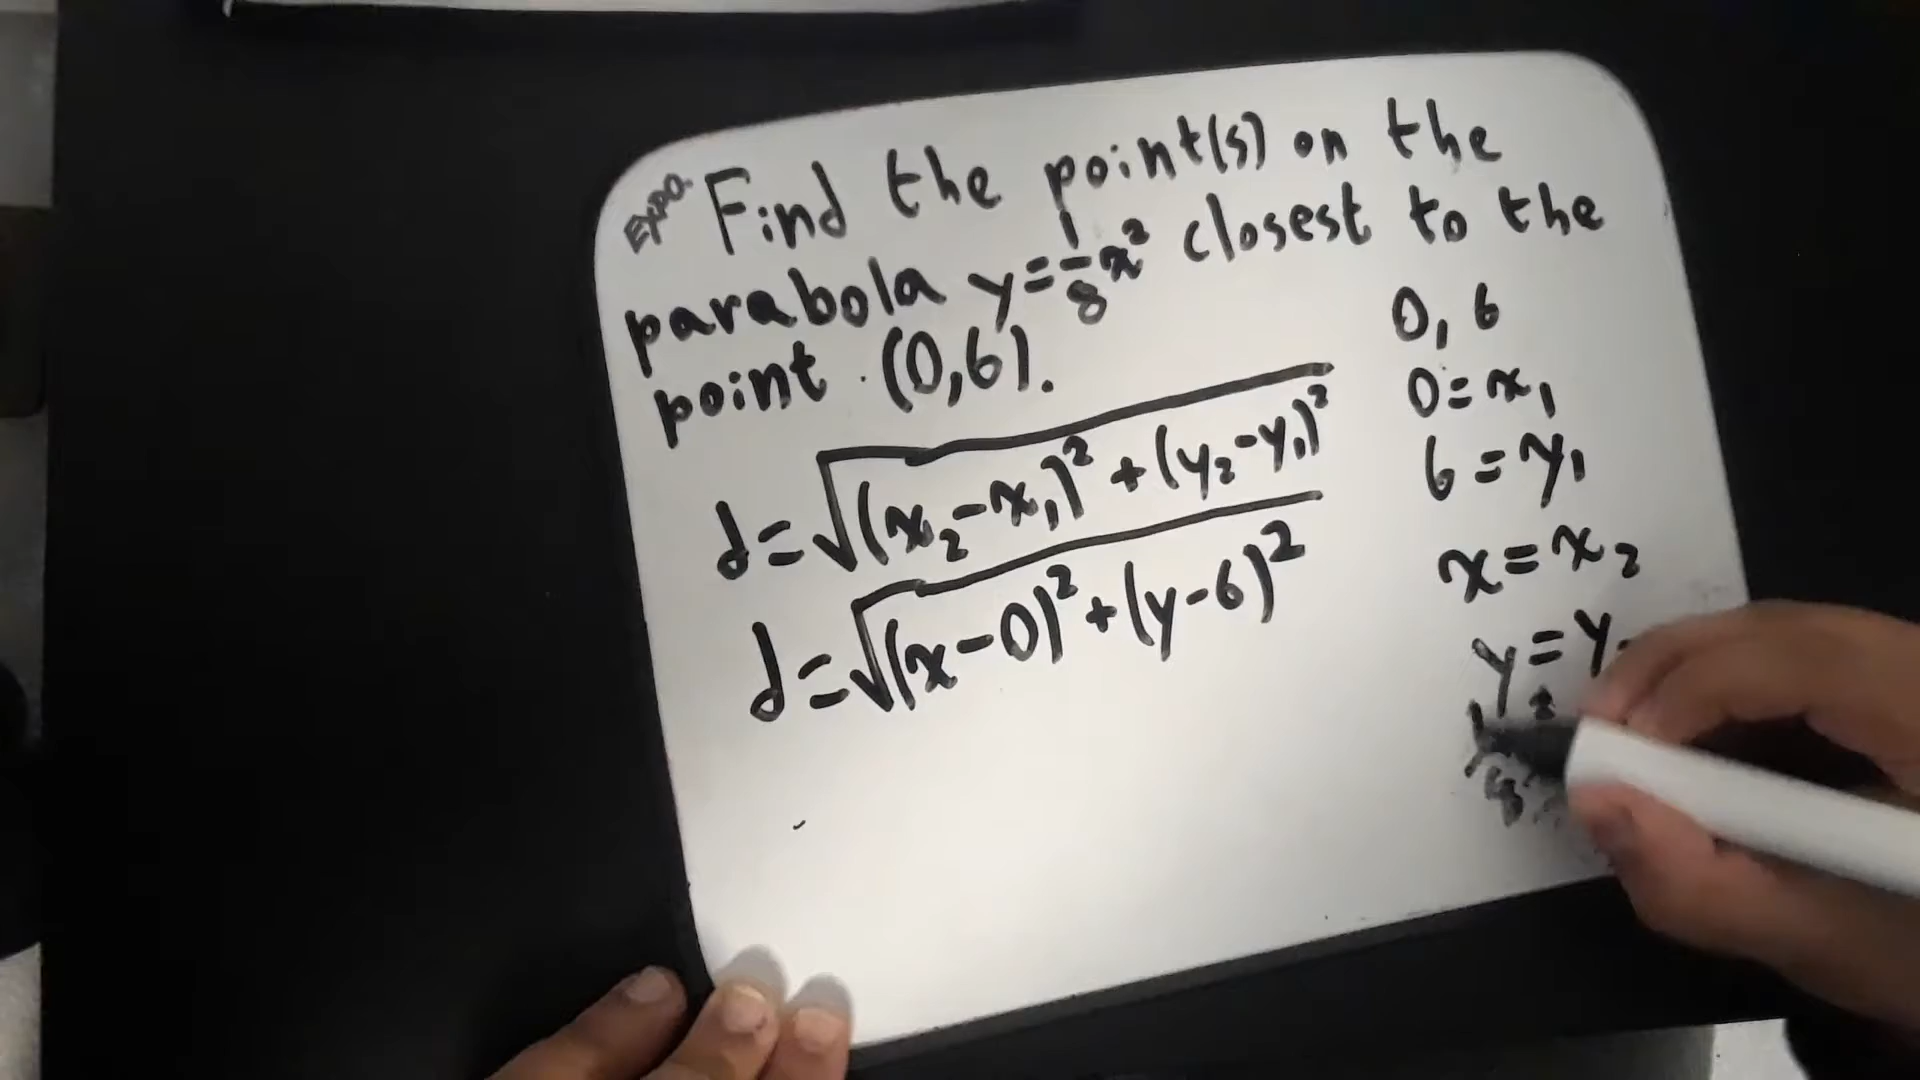 EXPO. Find the point(s) on the
parabola y=1/8x² closest to the
point (0,6).
d=√(x₂-x₁)²+(y₂-y₁)²
d=√(x-0)²+(y-6)²
0,6
0=x₁
6=y₁
x=x₂
y=y